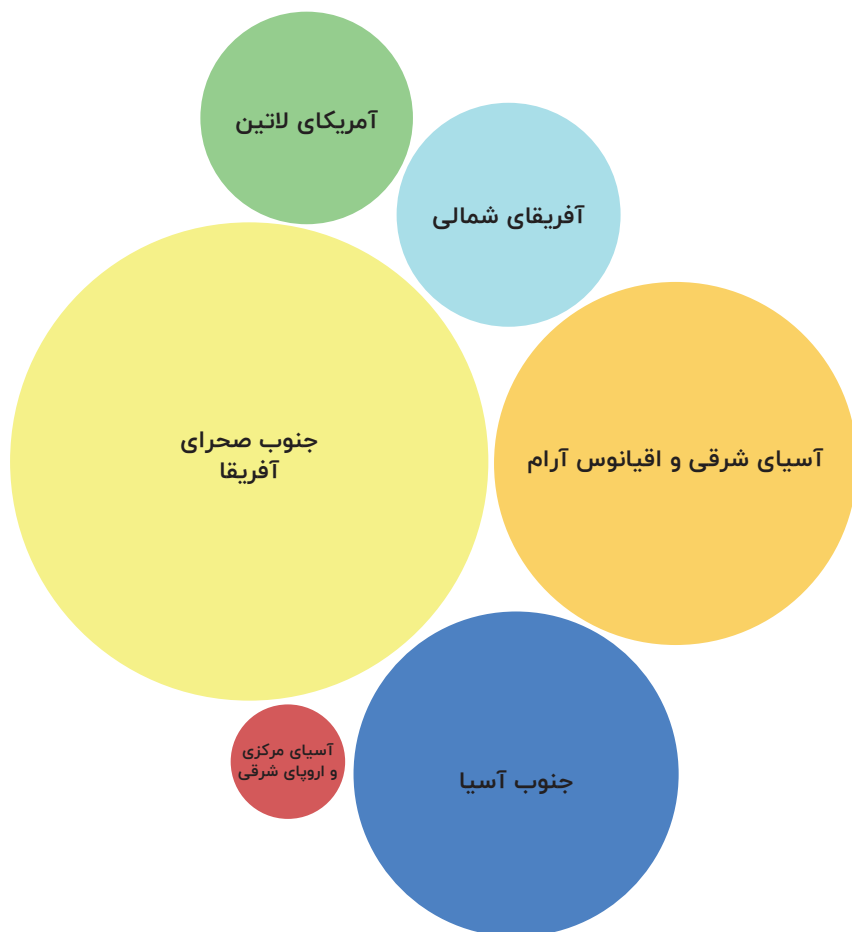 آمریکای لاتین
آفریقای شمالی
جنوب صحرای
آفریقا
آسیای شرقی و اقیانوس آرام
آسیای مرکزی
و اروپای شرقی
جنوب آسیا